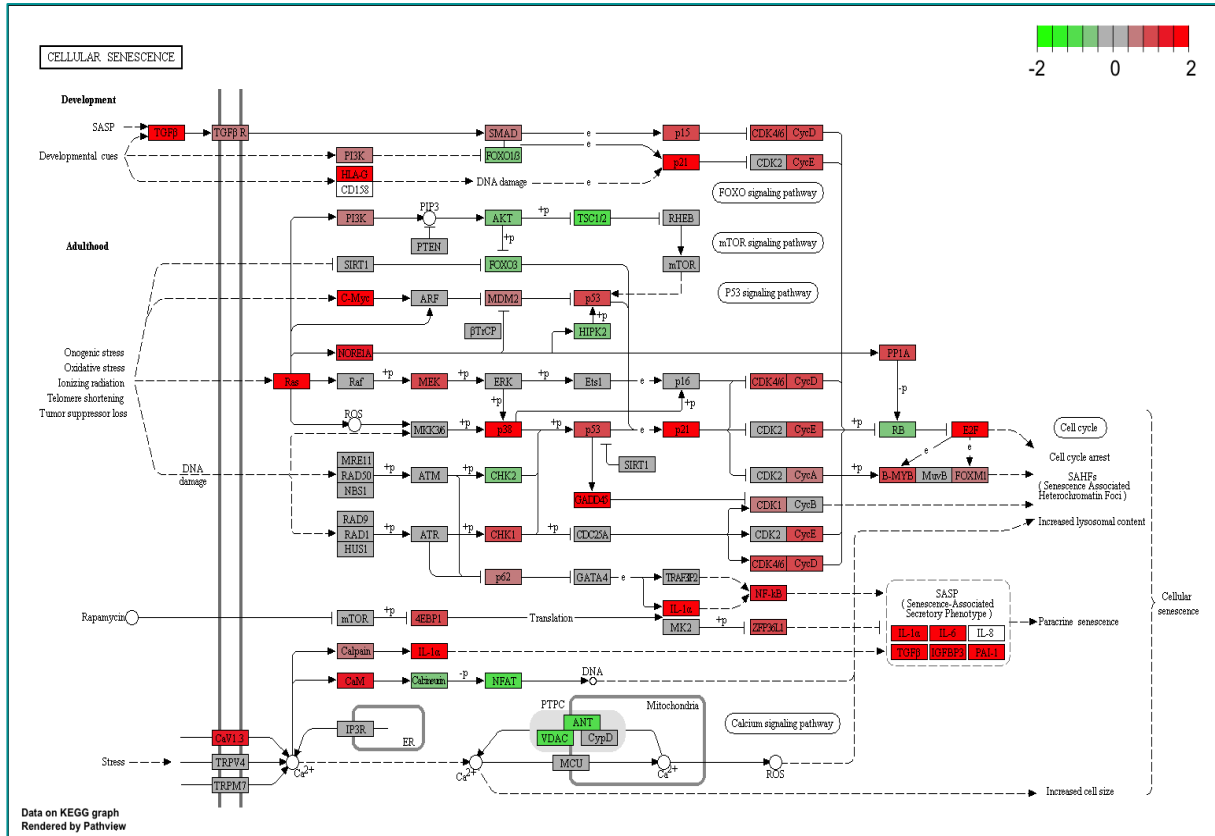 CELLULAR SENESCENCE
-2 0 2
Development
SASP
TGFβ
TGFβ R
SMAD
e
p15
CDK4/6 CycD
Developmental cues
PI3K
FOXO1/3
e
p21
CDK2 CycE
HLA-G
CD158
DNA damage
e
FOXO signaling pathway
PI3K
PIP3
AKT
+p
TSC1/2
RHEB
PTEN
+p
mTOR signaling pathway
Adulthood
SIRT1
FOXO3
mTOR
C-Myc
ARF
MDM2
p53
P53 signaling pathway
βTrCP
+p
HIPK2
Onogenic stress
Oxidative stress
Ionizing radiation
Telomere shortening
Tumor suppressor loss
NORE1A
PP1A
Ras
Raf
+p
MEK
+p
ERK
+p
Ets1
e
p16
CDK4/6 CycD
-p
ROS
+p
+p
MKK3/6
+p
p38
p53
e
p21
CDK2 CycE
+p
RB
E2F
Cell cycle
e
e
Cell cycle arrest
SIRT1
DNA
damage
MRE11
RAD50
NBS1
+p
ATM
+p
CHK2
CDK2 CycA
+p
B-MYB MuvB FOXM1
SAHFs
( Senescence Associated
Heterochromatin Foci )
GADD45
CDK1 CycB
RAD9
RAD1
HUS1
+p
ATR
+p
CHK1
+p
CDC25A
CDK2 CycE
Increased lysosomal content
CDK4/6 CycD
p62
GATA4
e
TRAF3IP2
NF-kB
IL-1α
SASP
( Senescence-Associated
Secretory Phenotype )
Cellular
senescence
Rapamycin
mTOR
+p
4EBP1
Translation
MK2
+p
ZFP36L1
IL-1α IL-6 IL-8
TGFβ IGFBP3 PAI-1
Paracrine senescence
Calpain
IL-1α
CaM
Calcineurin
-p
NFAT
DNA
PTPC
Mitochondria
Calcium signaling pathway
ANT
VDAC
CypD
CaV1.3
IP3R
ER
Stress
TRPV4
Ca2+
Ca2+
MCU
Ca2+
ROS
TRPM7
Increased cell size
Data on KEGG graph
Rendered by Pathview